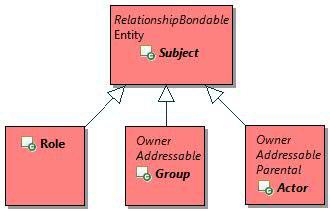 RelationshipBondable
Entity
Subject
Role
Owner
Addressable
Group
Owner
Addressable
Parental
Actor